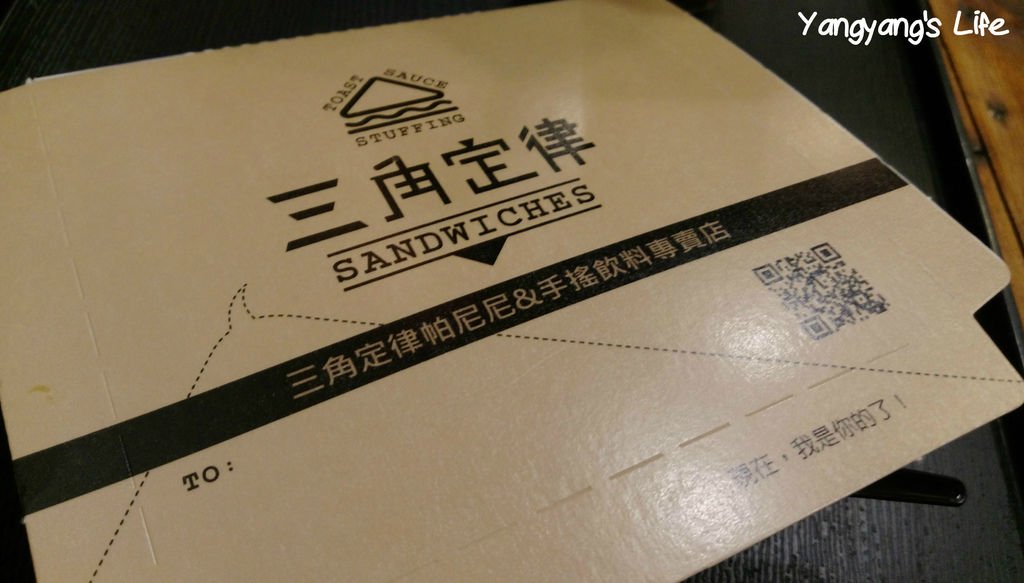 Yangyang's Life
TOAST SAUCE
STUFFING
三角定律
SANDWICHES
三角定律帕尼尼&手搖飲料專賣店
TO:
現在，我是你的了！